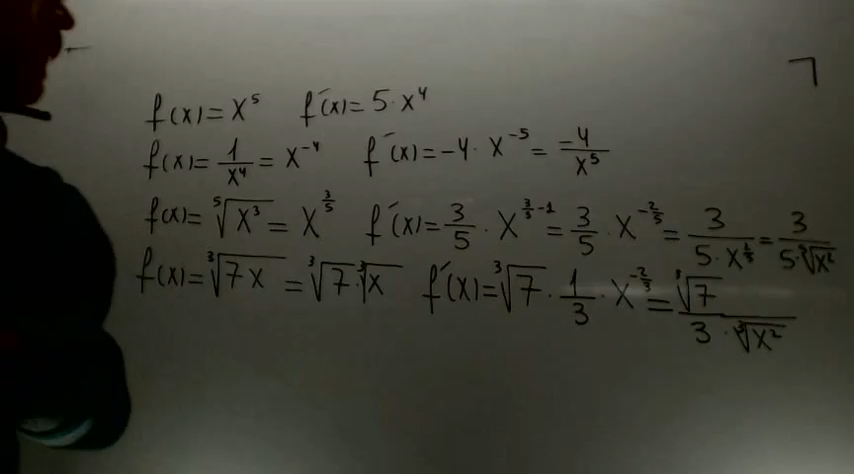 f(x)=x⁵ f´(x)=5·x⁴
f(x)=1/x⁴=x⁻⁴ f´(x)=-4·x⁻⁵=-4/x⁵
f(x)=⁵√(x³)=x^(3/5) f´(x)=3/5·x^(3/5-1)=3/5·x^(-2/5)=3/(5·x^(2/5))=3/(5·⁵√(x²))
f(x)=³√(7x)=³√7·³√x f´(x)=³√7·1/3·x^(-2/3)=³√7/(3·³√(x²))